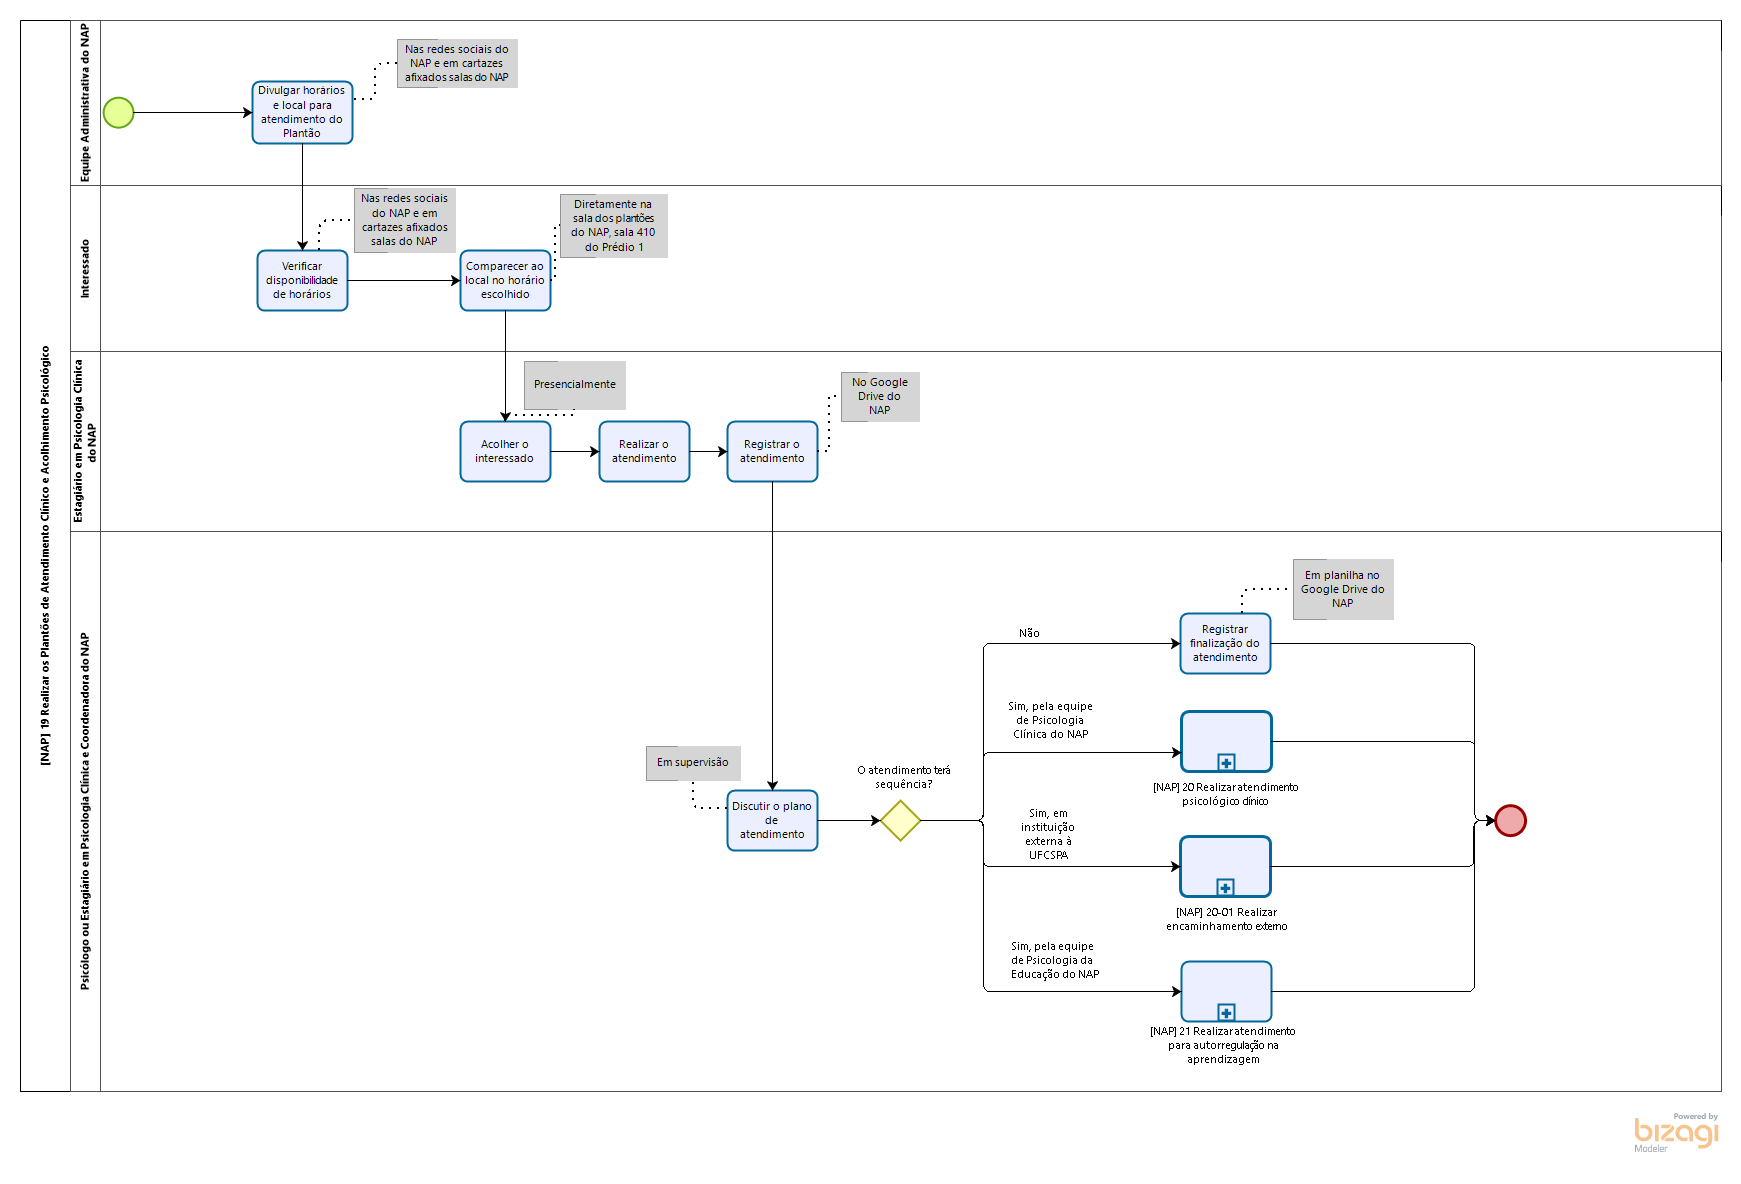 [NAP] 19 Realizar os Plantões de Atendimento Clínico e Acolhimento Psicológico
Equipe Administrativa do NAP
Nas redes sociais do
NAP e em cartazes
afixados salas do NAP
Divulgar horários
e local para
atendimento do
Plantão
Interessado
Nas redes sociais
do NAP e em
cartazes afixados
salas do NAP
Diretamente na
sala dos plantões
do NAP, sala 410
do Prédio 1
Verificar
disponibilidade
de horários
Comparecer ao
local no horário
escolhido
Estagiário em Psicologia Clínica
do NAP
Presencialmente
No Google
Drive do
NAP
Acolher o
interessado
Realizar o
atendimento
Registrar o
atendimento
Psicólogo ou Estagiário em Psicologia Clínica e Coordenadora do NAP
Em planilha no
Google Drive do
NAP
Não
Registrar
finalização do
atendimento
Sim, pela equipe
de Psicologia
Clínica do NAP
Em supervisão
Discutir o plano
de
atendimento
O atendimento terá
sequência?
[NAP] 20 Realizar atendimento
psicológico clínico
Sim, em
instituição
externa à
UFCSPA
[NAP] 20-01 Realizar
encaminhamento externo
Sim, pela equipe
de Psicologia da
Educação do NAP
[NAP] 21 Realizar atendimento
para autorregulação na
aprendizagem
Powered by
bizagi
Modeler